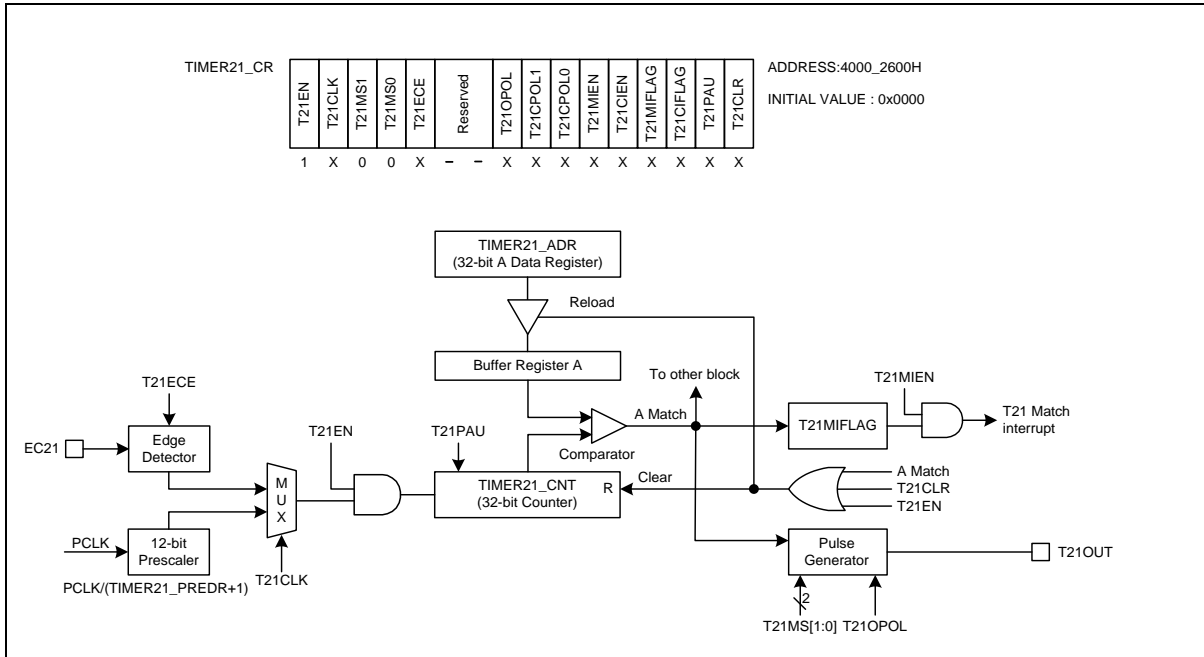 TIMER21_CR
T21EN
T21CLK
T21MS1
T21MS0
T21ECE
Reserved
T21OPOL
T21CPOL1
T21CPOL0
T21MIEN
T21CIEN
T21MIFLAG
T21CIFLAG
T21PAU
T21CLR
ADDRESS:4000_2600H
INITIAL VALUE : 0x0000
1 X 0 0 X – – X X X X X X X X X
TIMER21_ADR
(32-bit A Data Register)
Reload
Buffer Register A
To other block
T21ECE
T21MIEN
A Match
T21MIFLAG
T21 Match
interrupt
EC21
Edge
Detector
T21EN
T21PAU
Comparator
MUX
TIMER21_CNT
(32-bit Counter)
R
Clear
A Match
T21CLR
T21EN
PCLK
12-bit
Prescaler
T21CLK
PCLK/(TIMER21_PREDR+1)
Pulse
Generator
T21OUT
2
T21MS[1:0]
T21OPOL